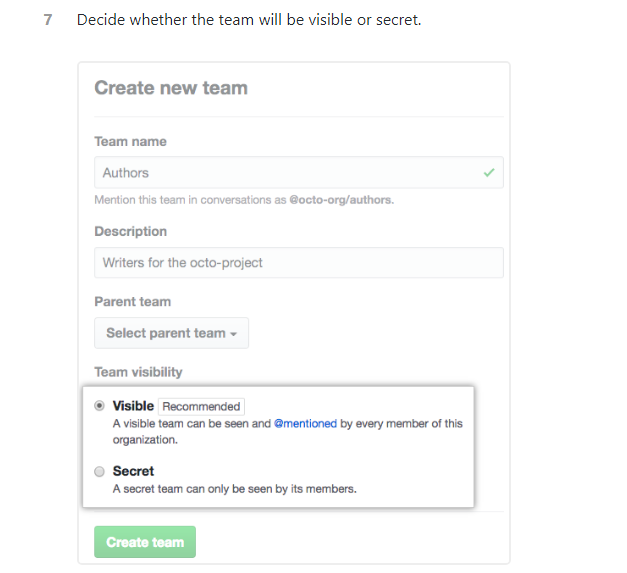 7 Decide whether the team will be visible or secret.
Create new team
Team name
Authors
Mention this team in conversations as @octo-org/authors.
Description
Writers for the octo-project
Parent team
Select parent team
Team visibility
Visible Recommended
A visible team can be seen and @mentioned by every member of this
organization.
Secret
A secret team can only be seen by its members.
Create team